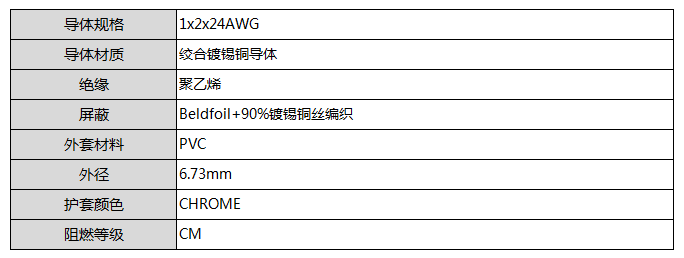 导体规格 1x2x24AWG
导体材质 绞合镀锡铜导体
绝缘 聚乙烯
屏蔽 Beldfoil+90%镀锡铜丝编织
外套材料 PVC
外径 6.73mm
护套颜色 CHROME
阻燃等级 CM